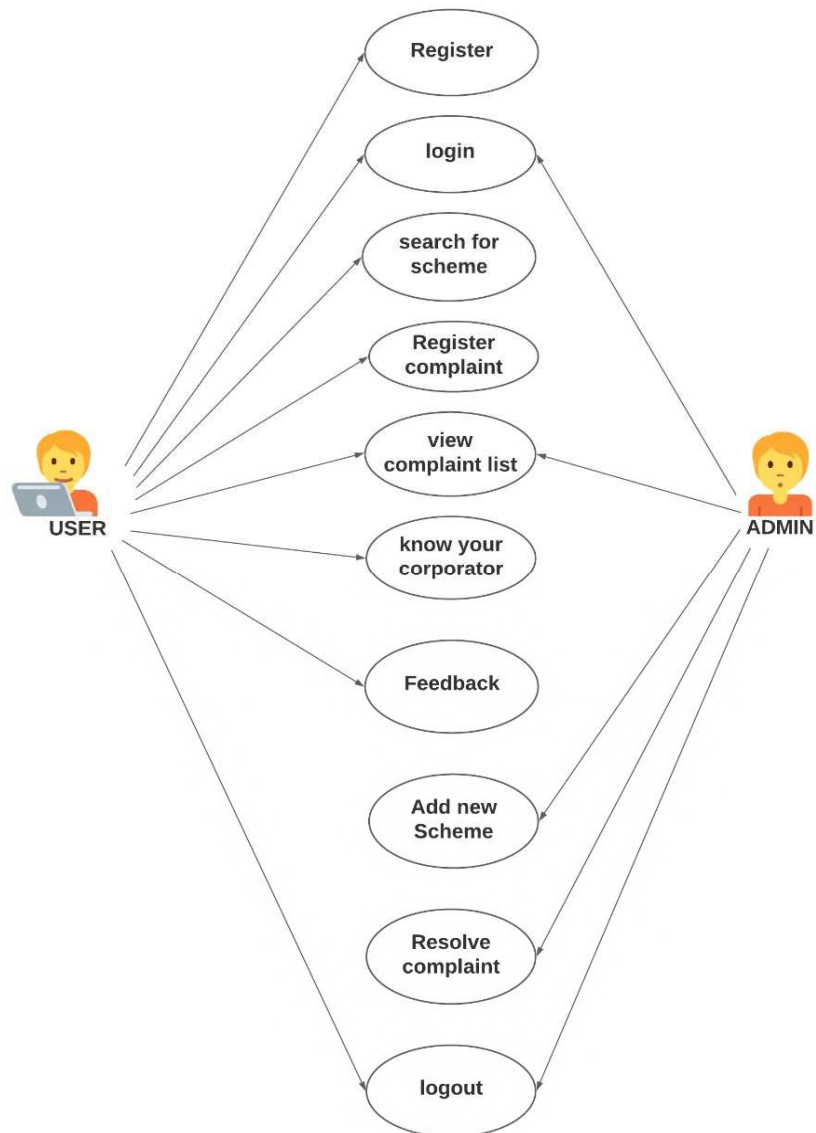 Register
login
search for
scheme
Register
complaint
view
complaint list
USER
ADMIN
know your
corporator
Feedback
Add new
Scheme
Resolve
complaint
logout